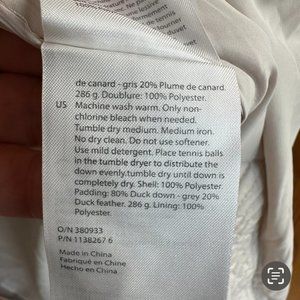 de canard - gris 20% Plume de canard.
286 g. Doublure: 100% Polyester.
US Machine wash warm. Only non-
chlorine bleach when needed.
Tumble dry medium. Medium iron.
No dry clean. Do not use softener.
Use mild detergent. Place tennis balls
in the tumble dryer to distribute the
down evenly.tumble dry until down is
completely dry. Shell: 100% Polyester.
Padding: 80% Duck down - grey 20%
Duck feather. 286 g. Lining: 100%
Polyester.
O/N 380933
P/N 1138267 6
Made in China
Fabriqué en Chine
Hecho en China